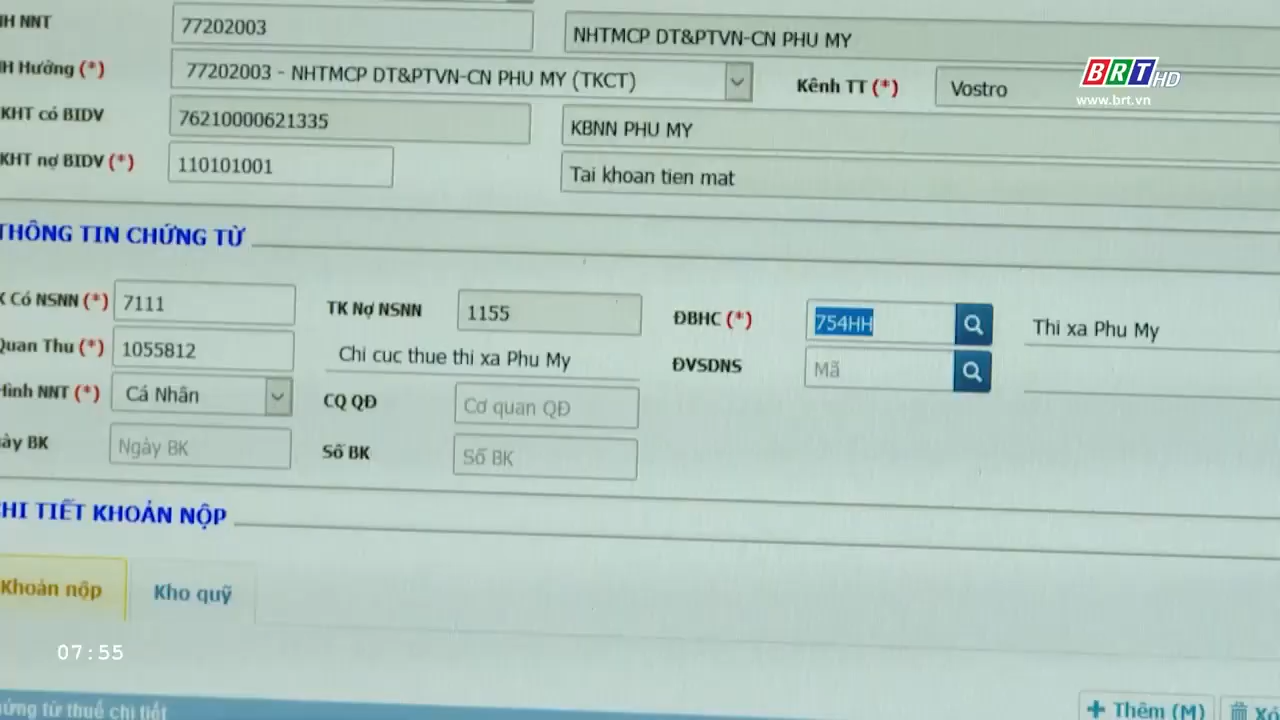 H NNT 77202003 NHTMCP DT&PTVN-CN PHU MY
H Hưởng (*) 77202003 - NHTMCP DT&PTVN-CN PHU MY (TKCT) Kênh TT (*) Vostro
BRT HD
www.brt.vn
KHT có BIDV 76210000621335 KBNN PHU MY
KHT nợ BIDV (*) 110101001 Tai khoan tien mat
THÔNG TIN CHỨNG TỪ
K Có NSNN (*) 7111 TK Nợ NSNN 1155 ĐBHC (*) 754HH Thi xa Phu My
Quan Thu (*) 1055812 Chi cuc thue thi xa Phu My ĐVSDNS Mã
Hình NNT (*) Cá Nhân CQ QĐ Cơ quan QĐ
ày BK Ngày BK Số BK Số BK
HI TIẾT KHOẢN NỘP
Khoản nộp Kho quỹ
07:55
ứng từ thuế chi tiết Thêm (M) Xó